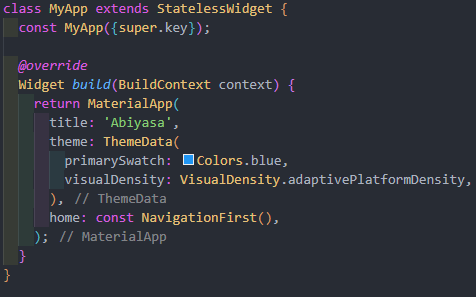 class MyApp extends StatelessWidget {
  const MyApp({super.key});

  @override
  Widget build(BuildContext context) {
    return MaterialApp(
      title: 'Abiyasa',
      theme: ThemeData(
        primarySwatch: Colors.blue,
        visualDensity: VisualDensity.adaptivePlatformDensity,
      ), // ThemeData
      home: const NavigationFirst(),
    ); // MaterialApp
  }
}